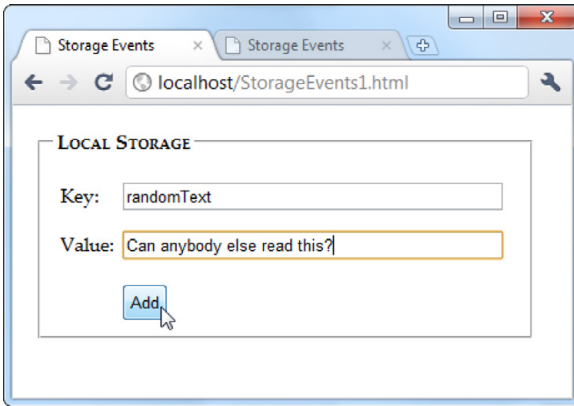 Storage Events
Storage Events
localhost/StorageEvents1.html
Local Storage
Key: randomText
Value: Can anybody else read this?
Add